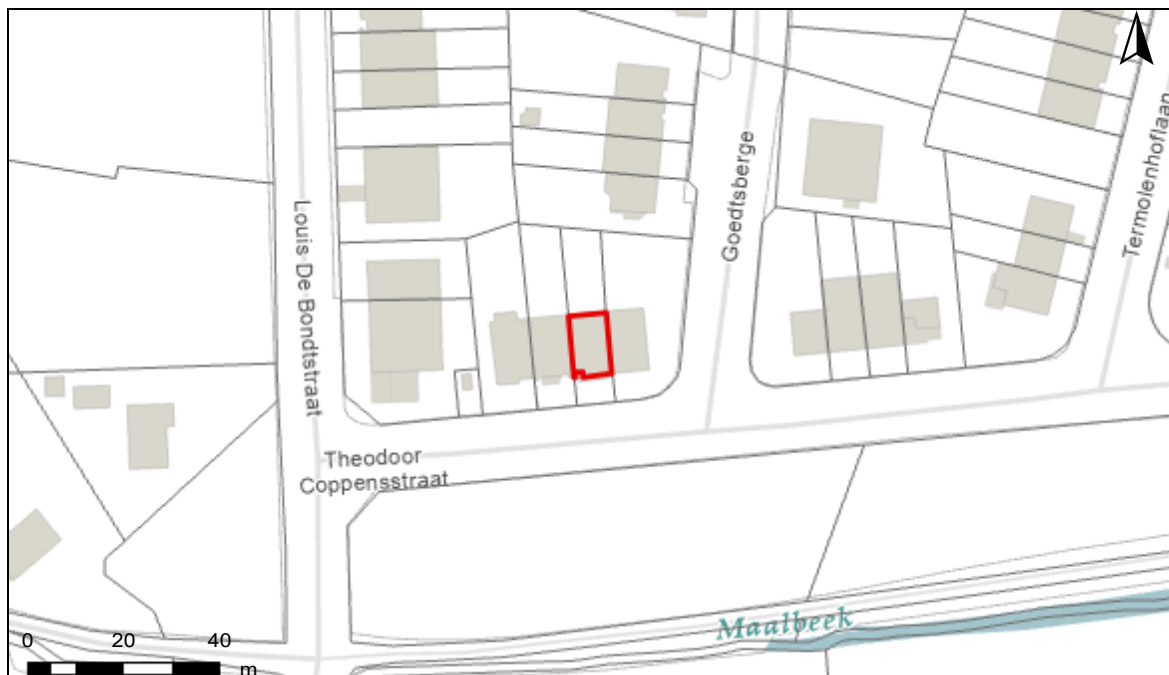 Termolenhoflaan
Goedtsberge
Louis De Bondtstraat
Theodoor
Coppensstraat
Maalbeek
0 20 40
m